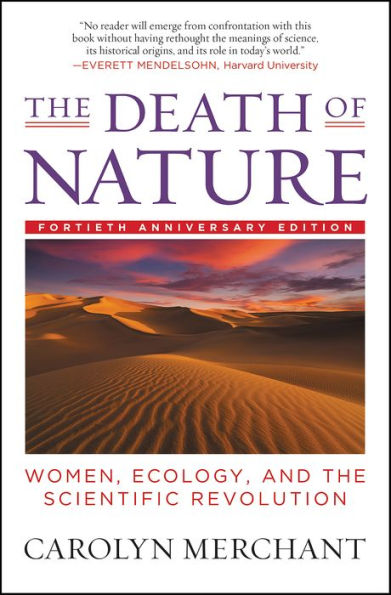 “No reader will emerge from confrontation with this
book without having rethought the meanings of science,
its historical origins, and its role in today’s world.”
—EVERETT MENDELSOHN, Harvard University
THE DEATH OF
NATURE
FORTIETH ANNIVERSARY EDITION
WOMEN, ECOLOGY, AND THE
SCIENTIFIC REVOLUTION
CAROLYN MERCHANT